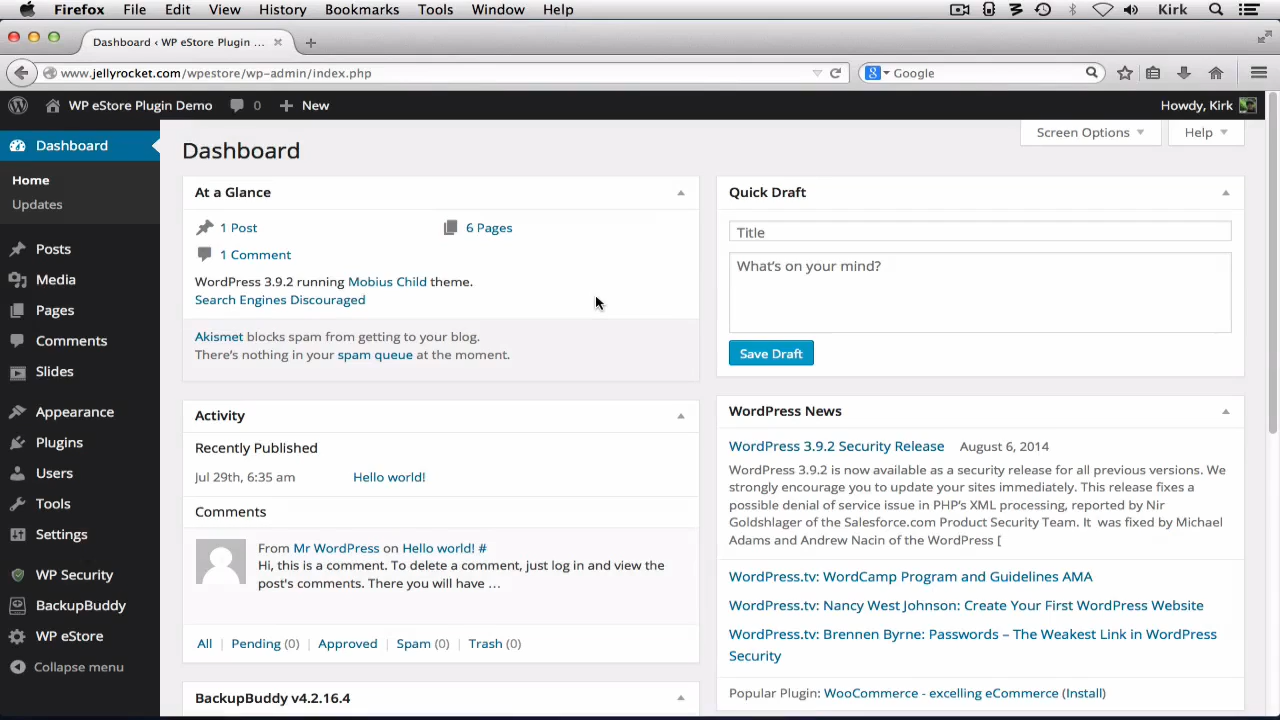 Firefox File Edit View History Bookmarks Tools Window Help Kirk
Dashboard ‹ WP eStore Plugin ...
www.jellyrocket.com/wpestore/wp-admin/index.php
Google
WP eStore Plugin Demo 0 New
Howdy, Kirk
Dashboard
Home
Updates
Posts
Media
Pages
Comments
Slides
Appearance
Plugins
Users
Tools
Settings
WP Security
BackupBuddy
WP eStore
Collapse menu
Screen Options
Help
Dashboard
At a Glance
1 Post
6 Pages
1 Comment
WordPress 3.9.2 running Mobius Child theme.
Search Engines Discouraged
Akismet blocks spam from getting to your blog.
There's nothing in your spam queue at the moment.
Activity
Recently Published
Jul 29th, 6:35 am Hello world!
Comments
From Mr WordPress on Hello world! #
Hi, this is a comment. To delete a comment, just log in and view the
post's comments. There you will have …
All | Pending (0) | Approved | Spam (0) | Trash (0)
BackupBuddy v4.2.16.4
Quick Draft
Title
What's on your mind?
Save Draft
WordPress News
WordPress 3.9.2 Security Release August 6, 2014
WordPress 3.9.2 is now available as a security release for all previous versions. We
strongly encourage you to update your sites immediately. This release fixes a
possible denial of service issue in PHP's XML processing, reported by Nir
Goldshlager of the Salesforce.com Product Security Team. It was fixed by Michael
Adams and Andrew Nacin of the WordPress [
WordPress.tv: WordCamp Program and Guidelines AMA
WordPress.tv: Nancy West Johnson: Create Your First WordPress Website
WordPress.tv: Brennen Byrne: Passwords – The Weakest Link in WordPress
Security
Popular Plugin: WooCommerce - excelling eCommerce (Install)